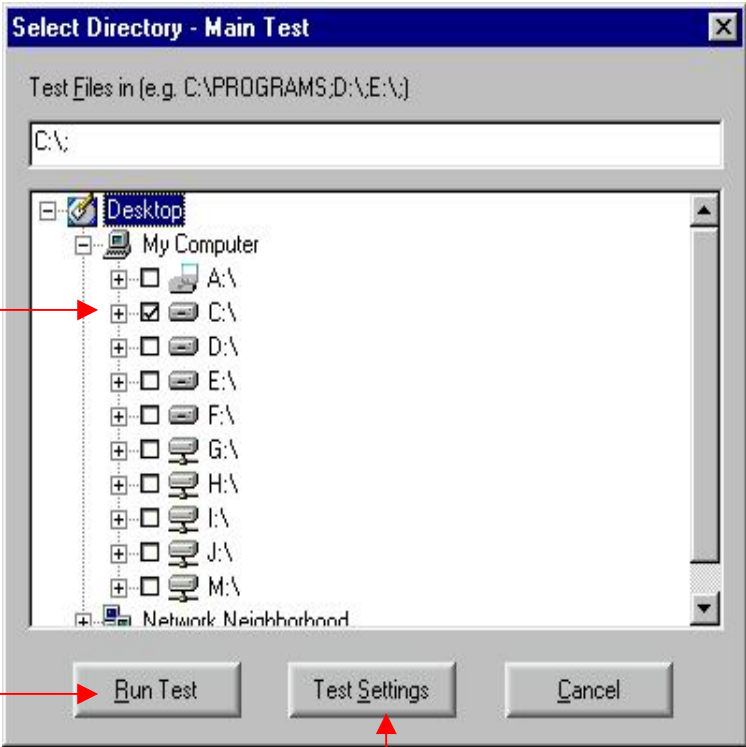 Select Directory - Main Test
Test Files in (e.g. C:\PROGRAMS;D:\;E:\;)
C:\;
Desktop
My Computer
A:\
C:\
D:\
E:\
F:\
G:\
H:\
I:\
J:\
M:\
Network Neighborhood
Run Test
Test Settings
Cancel